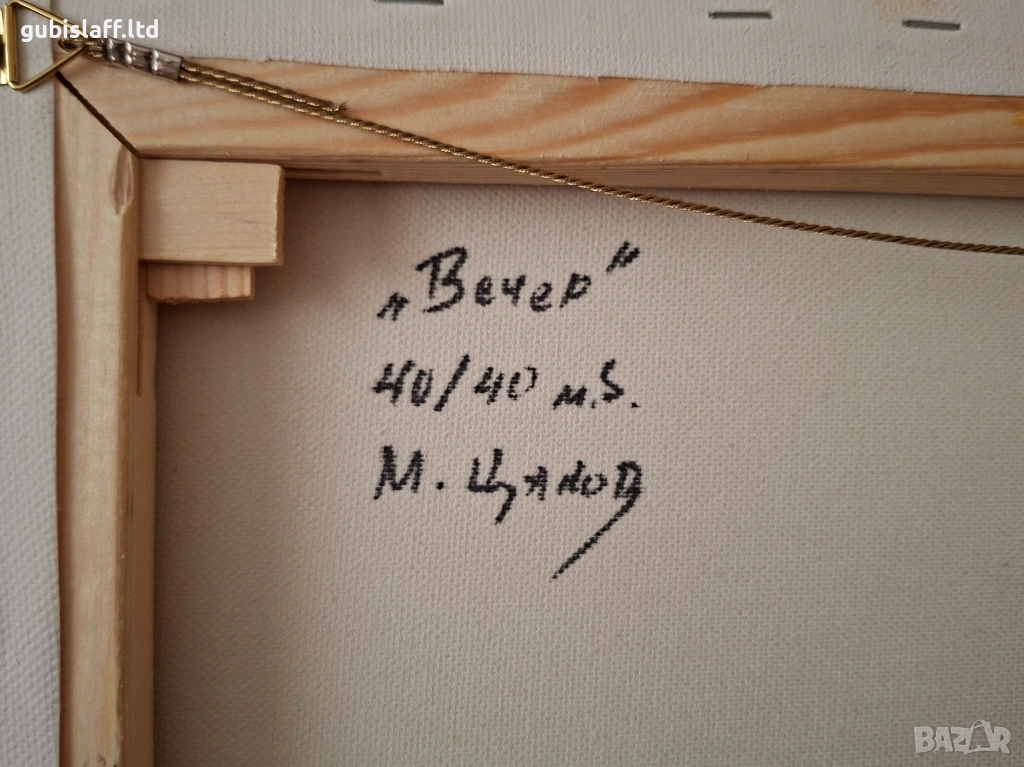 gubislaff.ltd
„Вечер"
40/40 м.б.
М. Цанов
BAZAR